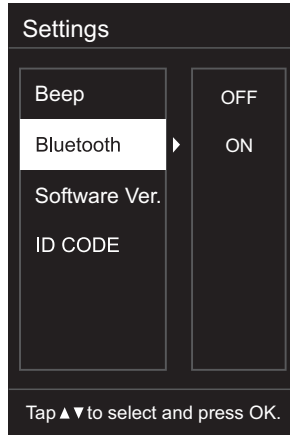 Settings
Beep
Bluetooth
Software Ver.
ID CODE
OFF
ON
Tap▲▼to select and press OK.